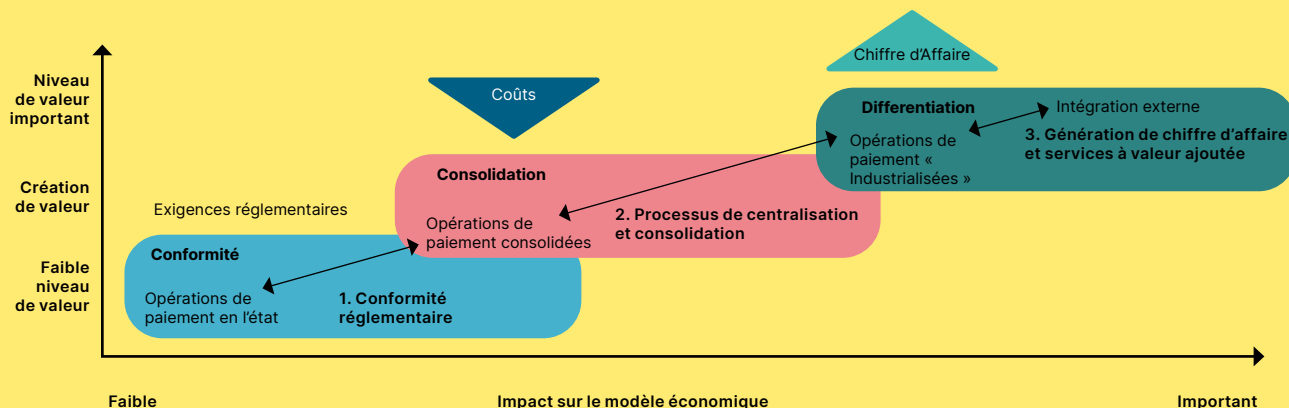 Chiffre d'Affaire
Niveau
de valeur
important
Coûts
Differentiation
Intégration externe
Opérations de
paiement «
Industrialisées »
3. Génération de chiffre d'affaire
et services à valeur ajoutée
Création
de valeur
Consolidation
Exigences réglementaires
Opérations de
paiement consolidées
2. Processus de centralisation
et consolidation
Faible
niveau
de valeur
Conformité
Opérations de
paiement en l'état
1. Conformité
réglementaire
Faible
Impact sur le modèle économique
Important